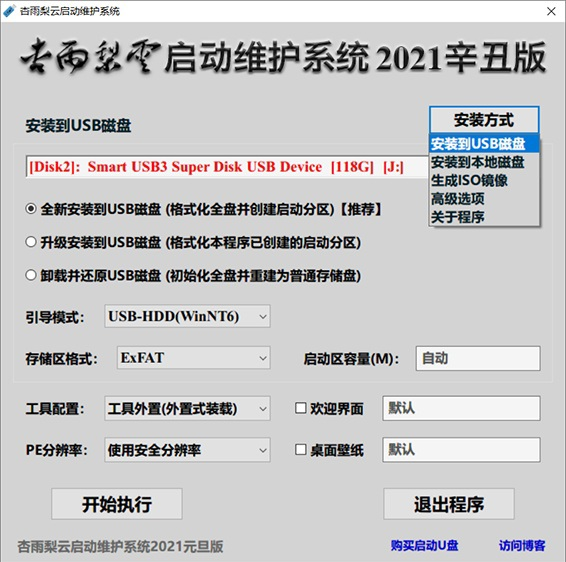 杏雨梨云启动维护系统
杏雨梨雲启动维护系统 2021辛丑版
安装方式
安装到USB磁盘
安装到USB磁盘
安装到本地磁盘
生成ISO镜像
高级选项
关于程序
[Disk2]: Smart USB3 Super Disk USB Device [118G] [J:]
全新安装到USB磁盘 (格式化全盘并创建启动分区)【推荐】
升级安装到USB磁盘 (格式化本程序已创建的启动分区)
卸载并还原USB磁盘 (初始化全盘并重建为普通存储盘)
引导模式: USB-HDD(WinNT6)
存储区格式: ExFAT 启动区容量(M): 自动
工具配置: 工具外置(外置式装载) 欢迎界面 默认
PE分辨率: 使用安全分辨率 桌面壁纸 默认
开始执行 退出程序
杏雨梨云启动维护系统2021元旦版 购买启动U盘 访问博客